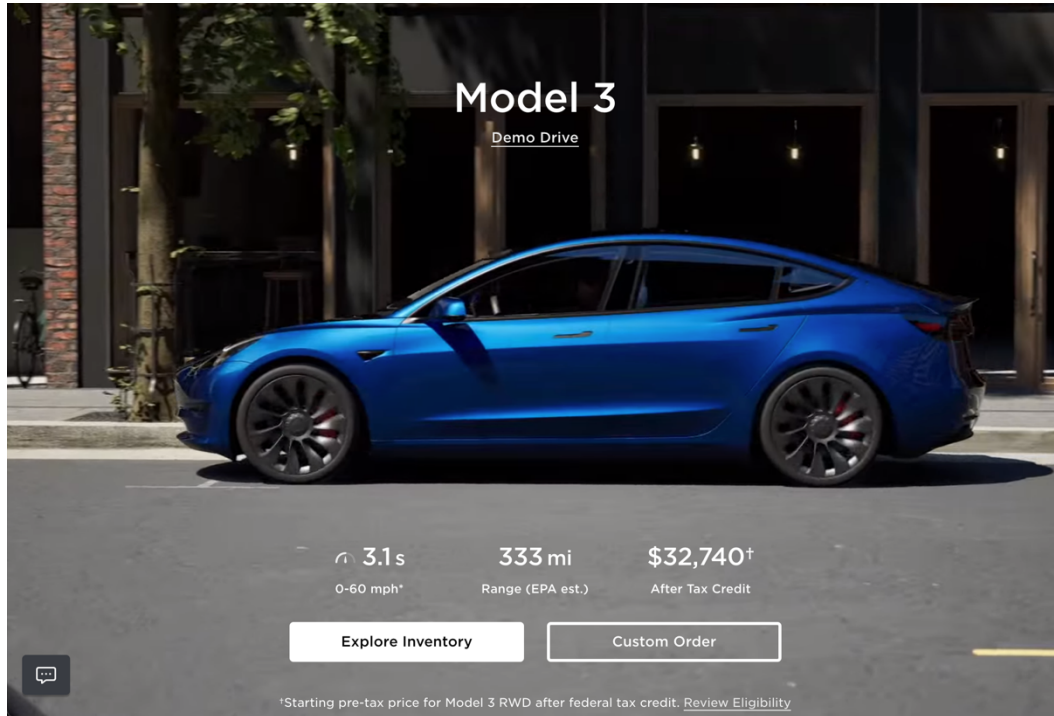 Model 3
Demo Drive
3.1 s 333 mi $32,740†
0-60 mph* Range (EPA est.) After Tax Credit
Explore Inventory Custom Order
†Starting pre-tax price for Model 3 RWD after federal tax credit. Review Eligibility